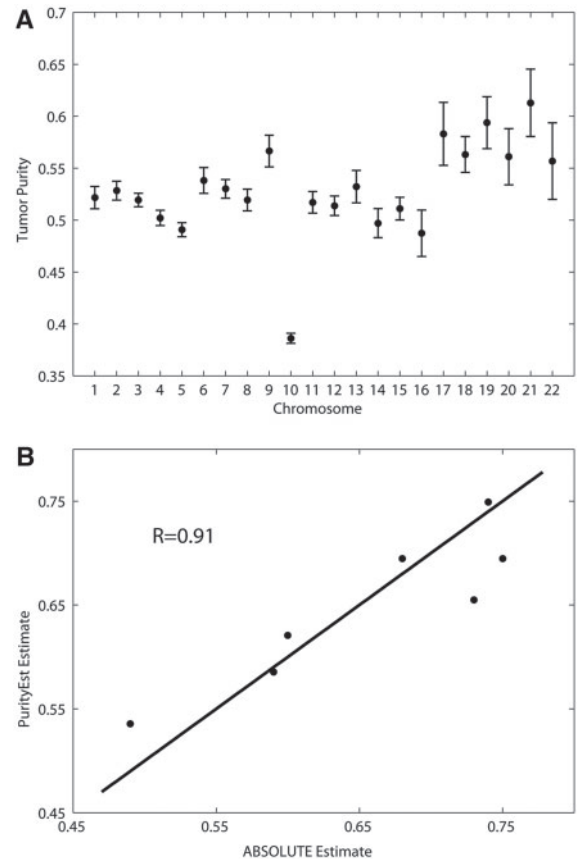 A
0.7
0.65
0.6
0.55
0.5
0.45
0.4
0.35
Tumor Purity
1 2 3 4 5 6 7 8 9 10 11 12 13 14 15 16 17 18 19 20 21 22
Chromosome
B
R=0.91
0.75
0.65
0.55
0.45
PurityEst Estimate
0.45 0.55 0.65 0.75
ABSOLUTE Estimate